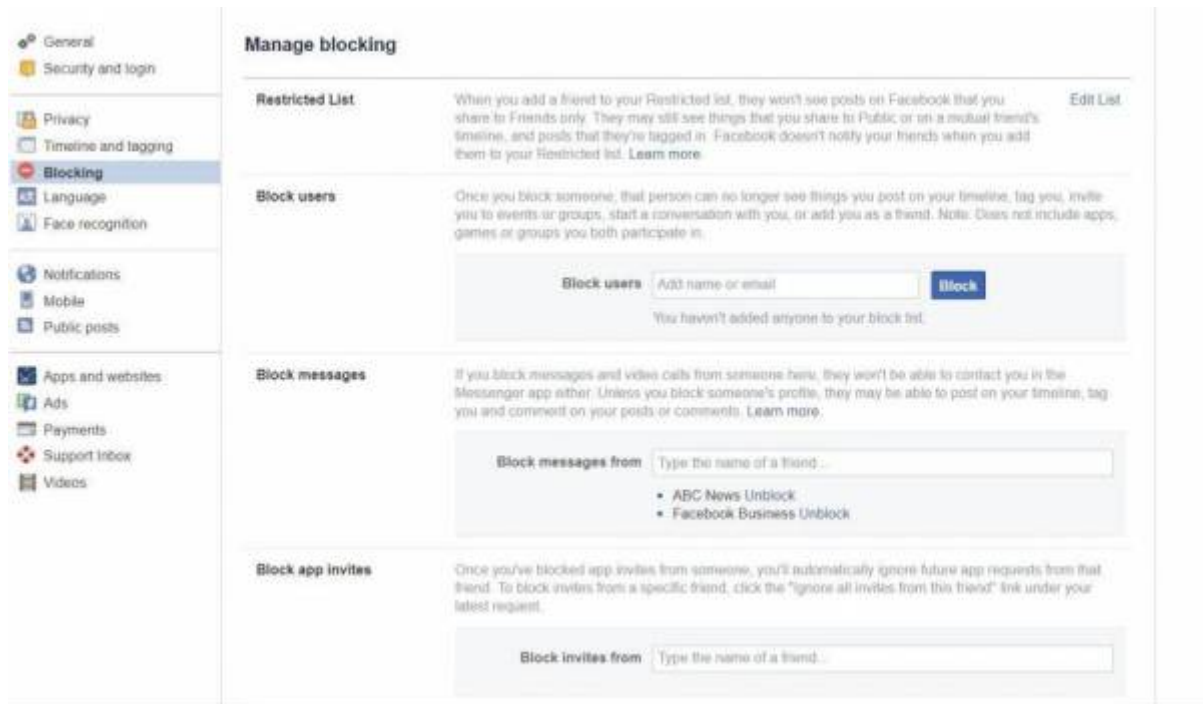 General
Security and login
Privacy
Timeline and tagging
Blocking
Language
Face recognition
Notifications
Mobile
Public posts
Apps and websites
Ads
Payments
Support Inbox
Videos
Manage blocking
Restricted List
When you add a friend to your Restricted list, they won't see posts on Facebook that you
share to Friends only. They may still see things that you share to Public or on a mutual friend's
timeline, and posts that they're tagged in. Facebook doesn't notify your friends when you add
them to your Restricted list. Learn more.
Edit List
Block users
Once you block someone, that person can no longer see things you post on your timeline, tag you, invite
you to events or groups, start a conversation with you, or add you as a friend. Note: Does not include apps,
games or groups you both participate in.
Block users Add name or email Block
You haven't added anyone to your block list.
Block messages
If you block messages and video calls from someone here, they won't be able to contact you in the
Messenger app either. Unless you block someone's profile, they may be able to post on your timeline, tag
you and comment on your posts or comments. Learn more.
Block messages from Type the name of a friend...
• ABC News Unblock
• Facebook Business Unblock
Block app invites
Once you've blocked app invites from someone, you'll automatically ignore future app requests from that
friend. To block invites from a specific friend, click the "Ignore all invites from this friend" link under your
latest request.
Block invites from Type the name of a friend...